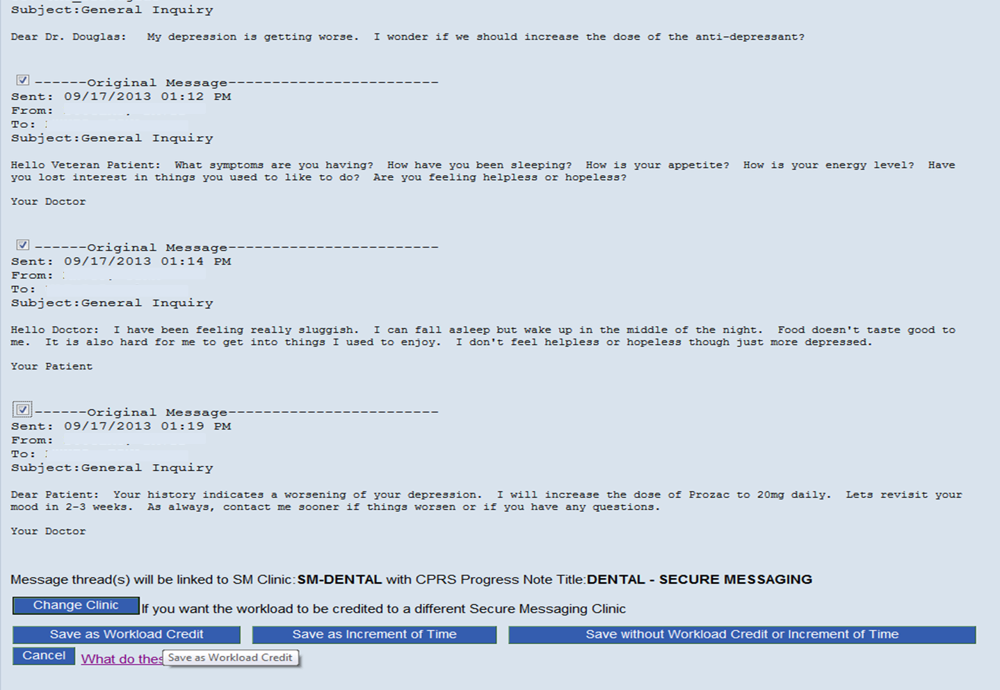 Subject:General Inquiry
Dear Dr. Douglas:   My depression is getting worse.  I wonder if we should increase the dose of the anti-depressant?
------Original Message------------------------
Sent: 09/17/2013 01:12 PM
From:
To:
Subject:General Inquiry
Hello Veteran Patient:  What symptoms are you having?  How have you been sleeping?  How is your appetite?  How is your energy level?  Have
you lost interest in things you used to like to do?  Are you feeling helpless or hopeless?
Your Doctor
------Original Message------------------------
Sent: 09/17/2013 01:14 PM
From:
To:
Subject:General Inquiry
Hello Doctor:  I have been feeling really sluggish.  I can fall asleep but wake up in the middle of the night.  Food doesn't taste good to
me.  It is also hard for me to get into things I used to enjoy.  I don't feel helpless or hopeless though just more depressed.
Your Patient
------Original Message------------------------
Sent: 09/17/2013 01:19 PM
From:
To:
Subject:General Inquiry
Dear Patient:  Your history indicates a worsening of your depression.  I will increase the dose of Prozac to 20mg daily.  Lets revisit your
mood in 2-3 weeks.  As always, contact me sooner if things worsen or if you have any questions.
Your Doctor
Message thread(s) will be linked to SM Clinic:SM-DENTAL with CPRS Progress Note Title:DENTAL - SECURE MESSAGING
Change Clinic If you want the workload to be credited to a different Secure Messaging Clinic
Save as Workload Credit Save as Increment of Time Save without Workload Credit or Increment of Time
Cancel What do thes Save as Workload Credit